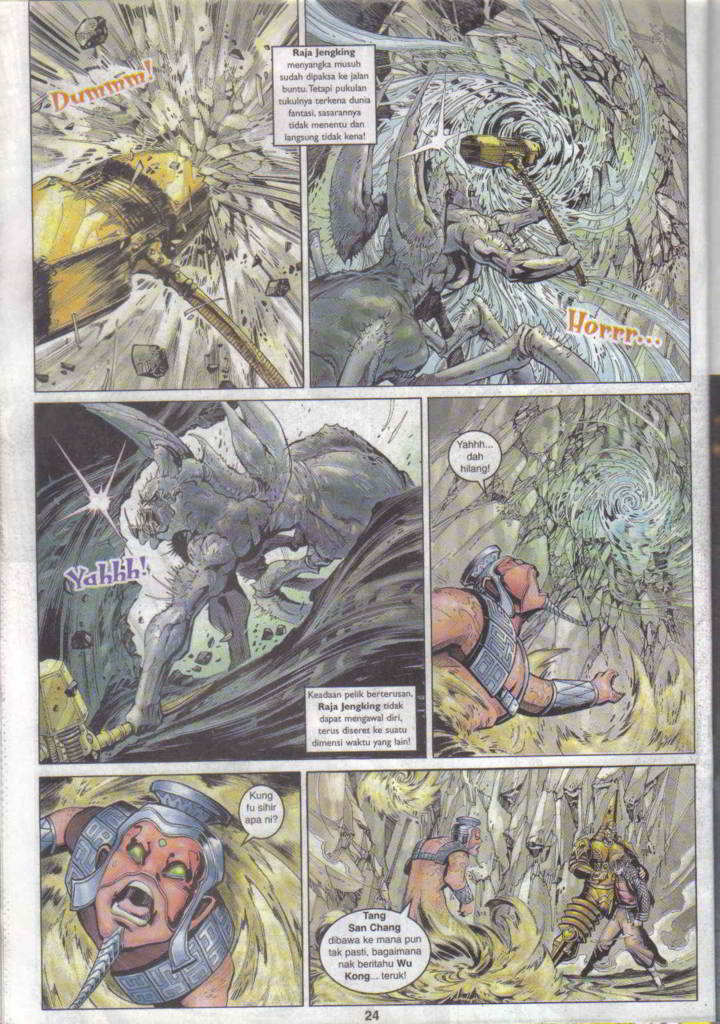 Dummm!
Raja Jengking
menyangka musuh
sudah dipaksa ke jalan
buntu. Tetapi pukulan
tukulnya terkena dunia
fantasi, sasarannya
tidak menentu dan
langsung tidak kena!
Horrr...
Yahhh!
Keadaan pelik berterusan.
Raja Jengking tidak
dapat mengawal diri,
terus diseret ke suatu
dimensi waktu yang lain!
Yahhh...
dah
hilang!
Kung
fu sihir
apa ni?
Tang
San Chang
dibawa ke mana pun
tak pasti, bagaimana
nak beritahu Wu
Kong... teruk!
24